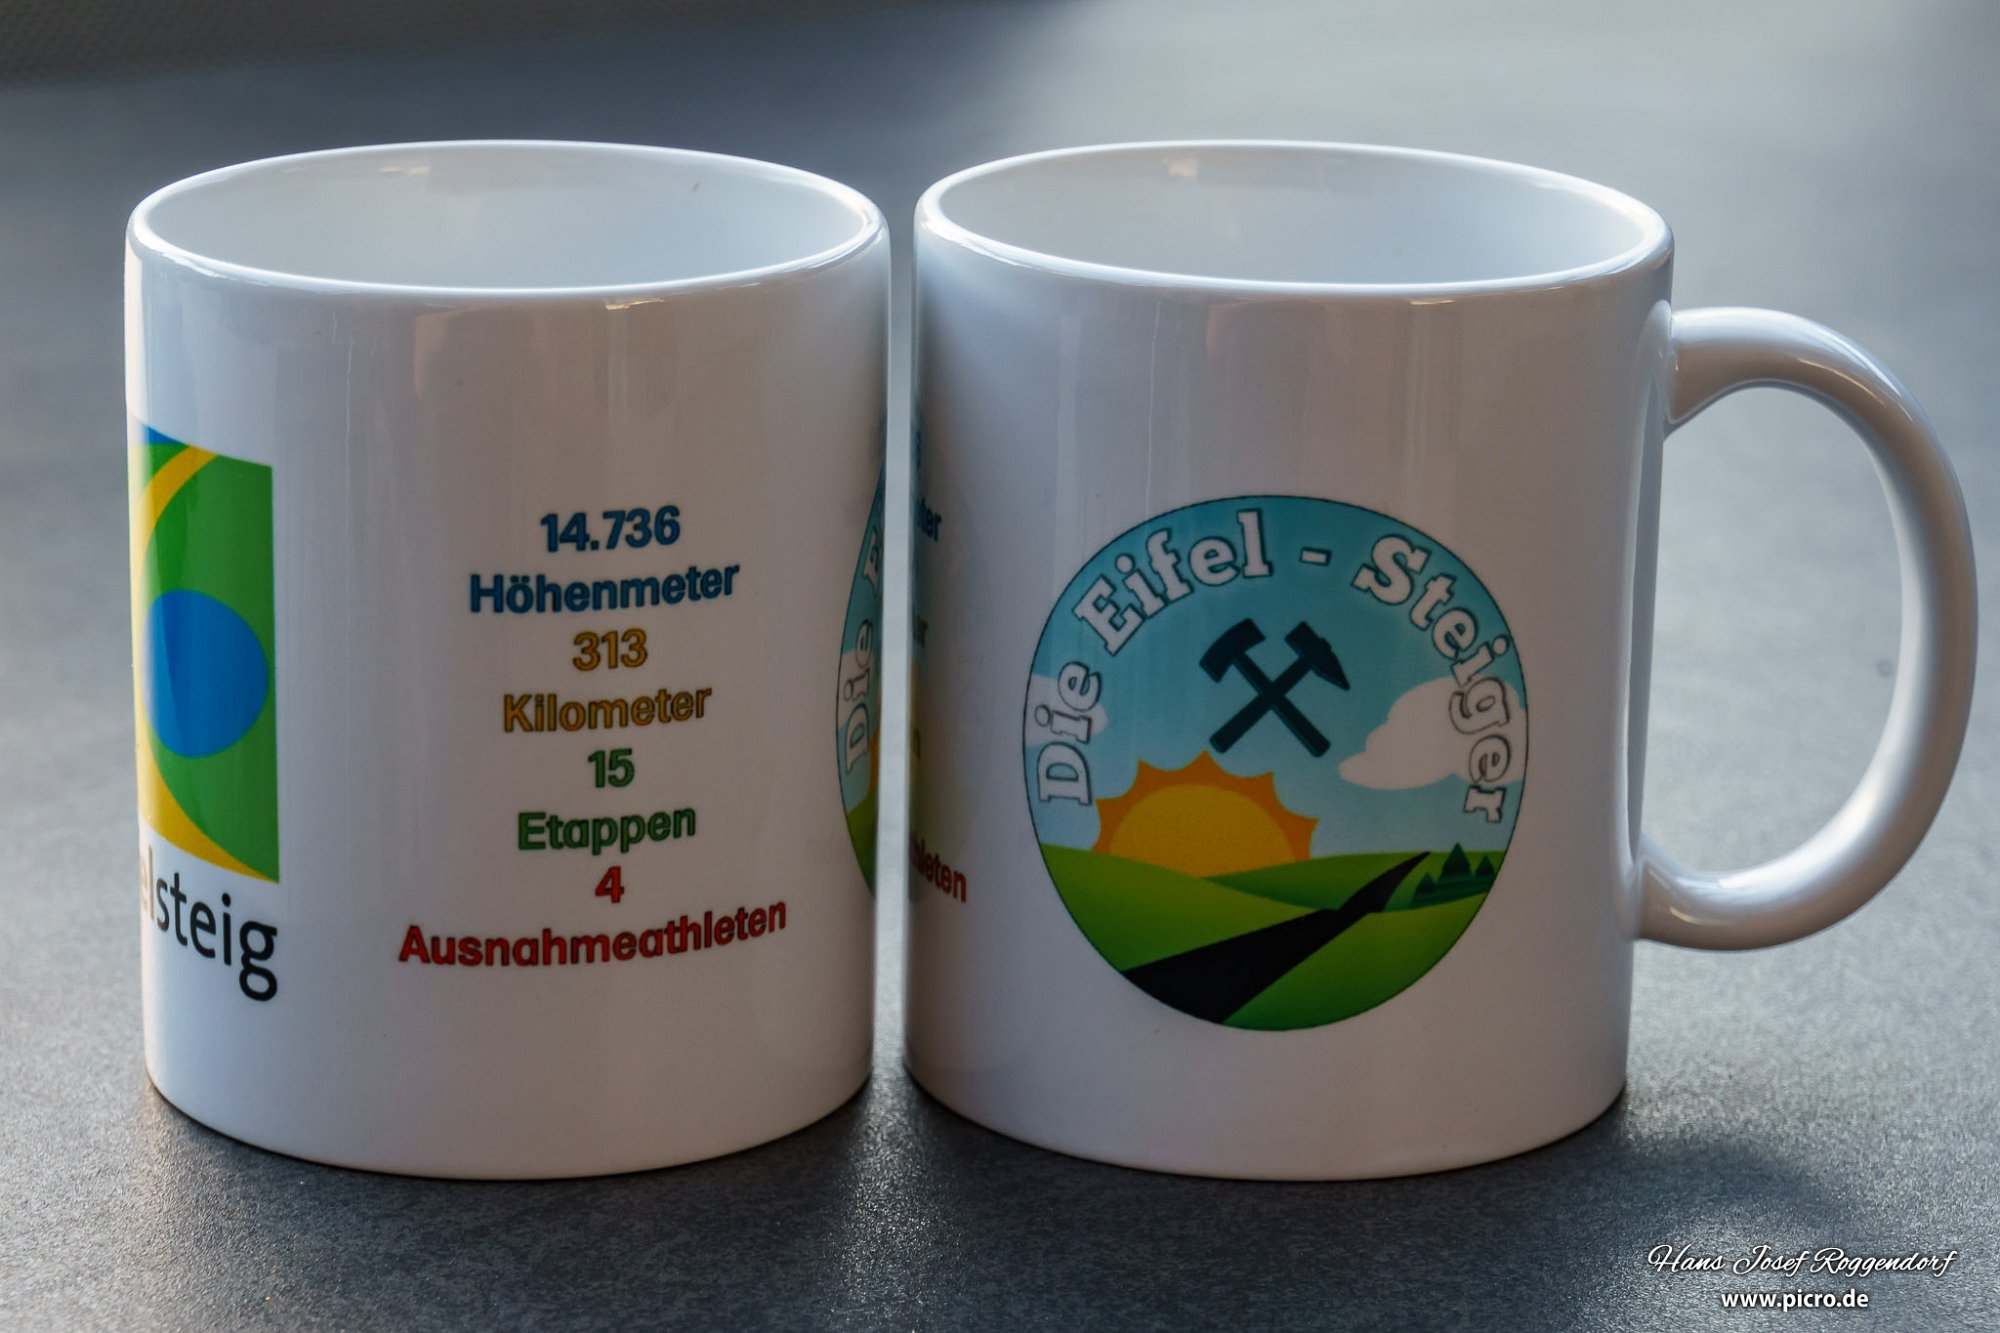 14.736
Höhenmeter
313
Kilometer
15
Etappen
4
Ausnahmeathleten
elsteig
Die Eifel - Steiger
Die
Hans Josef Roggendorf
www.picro.de